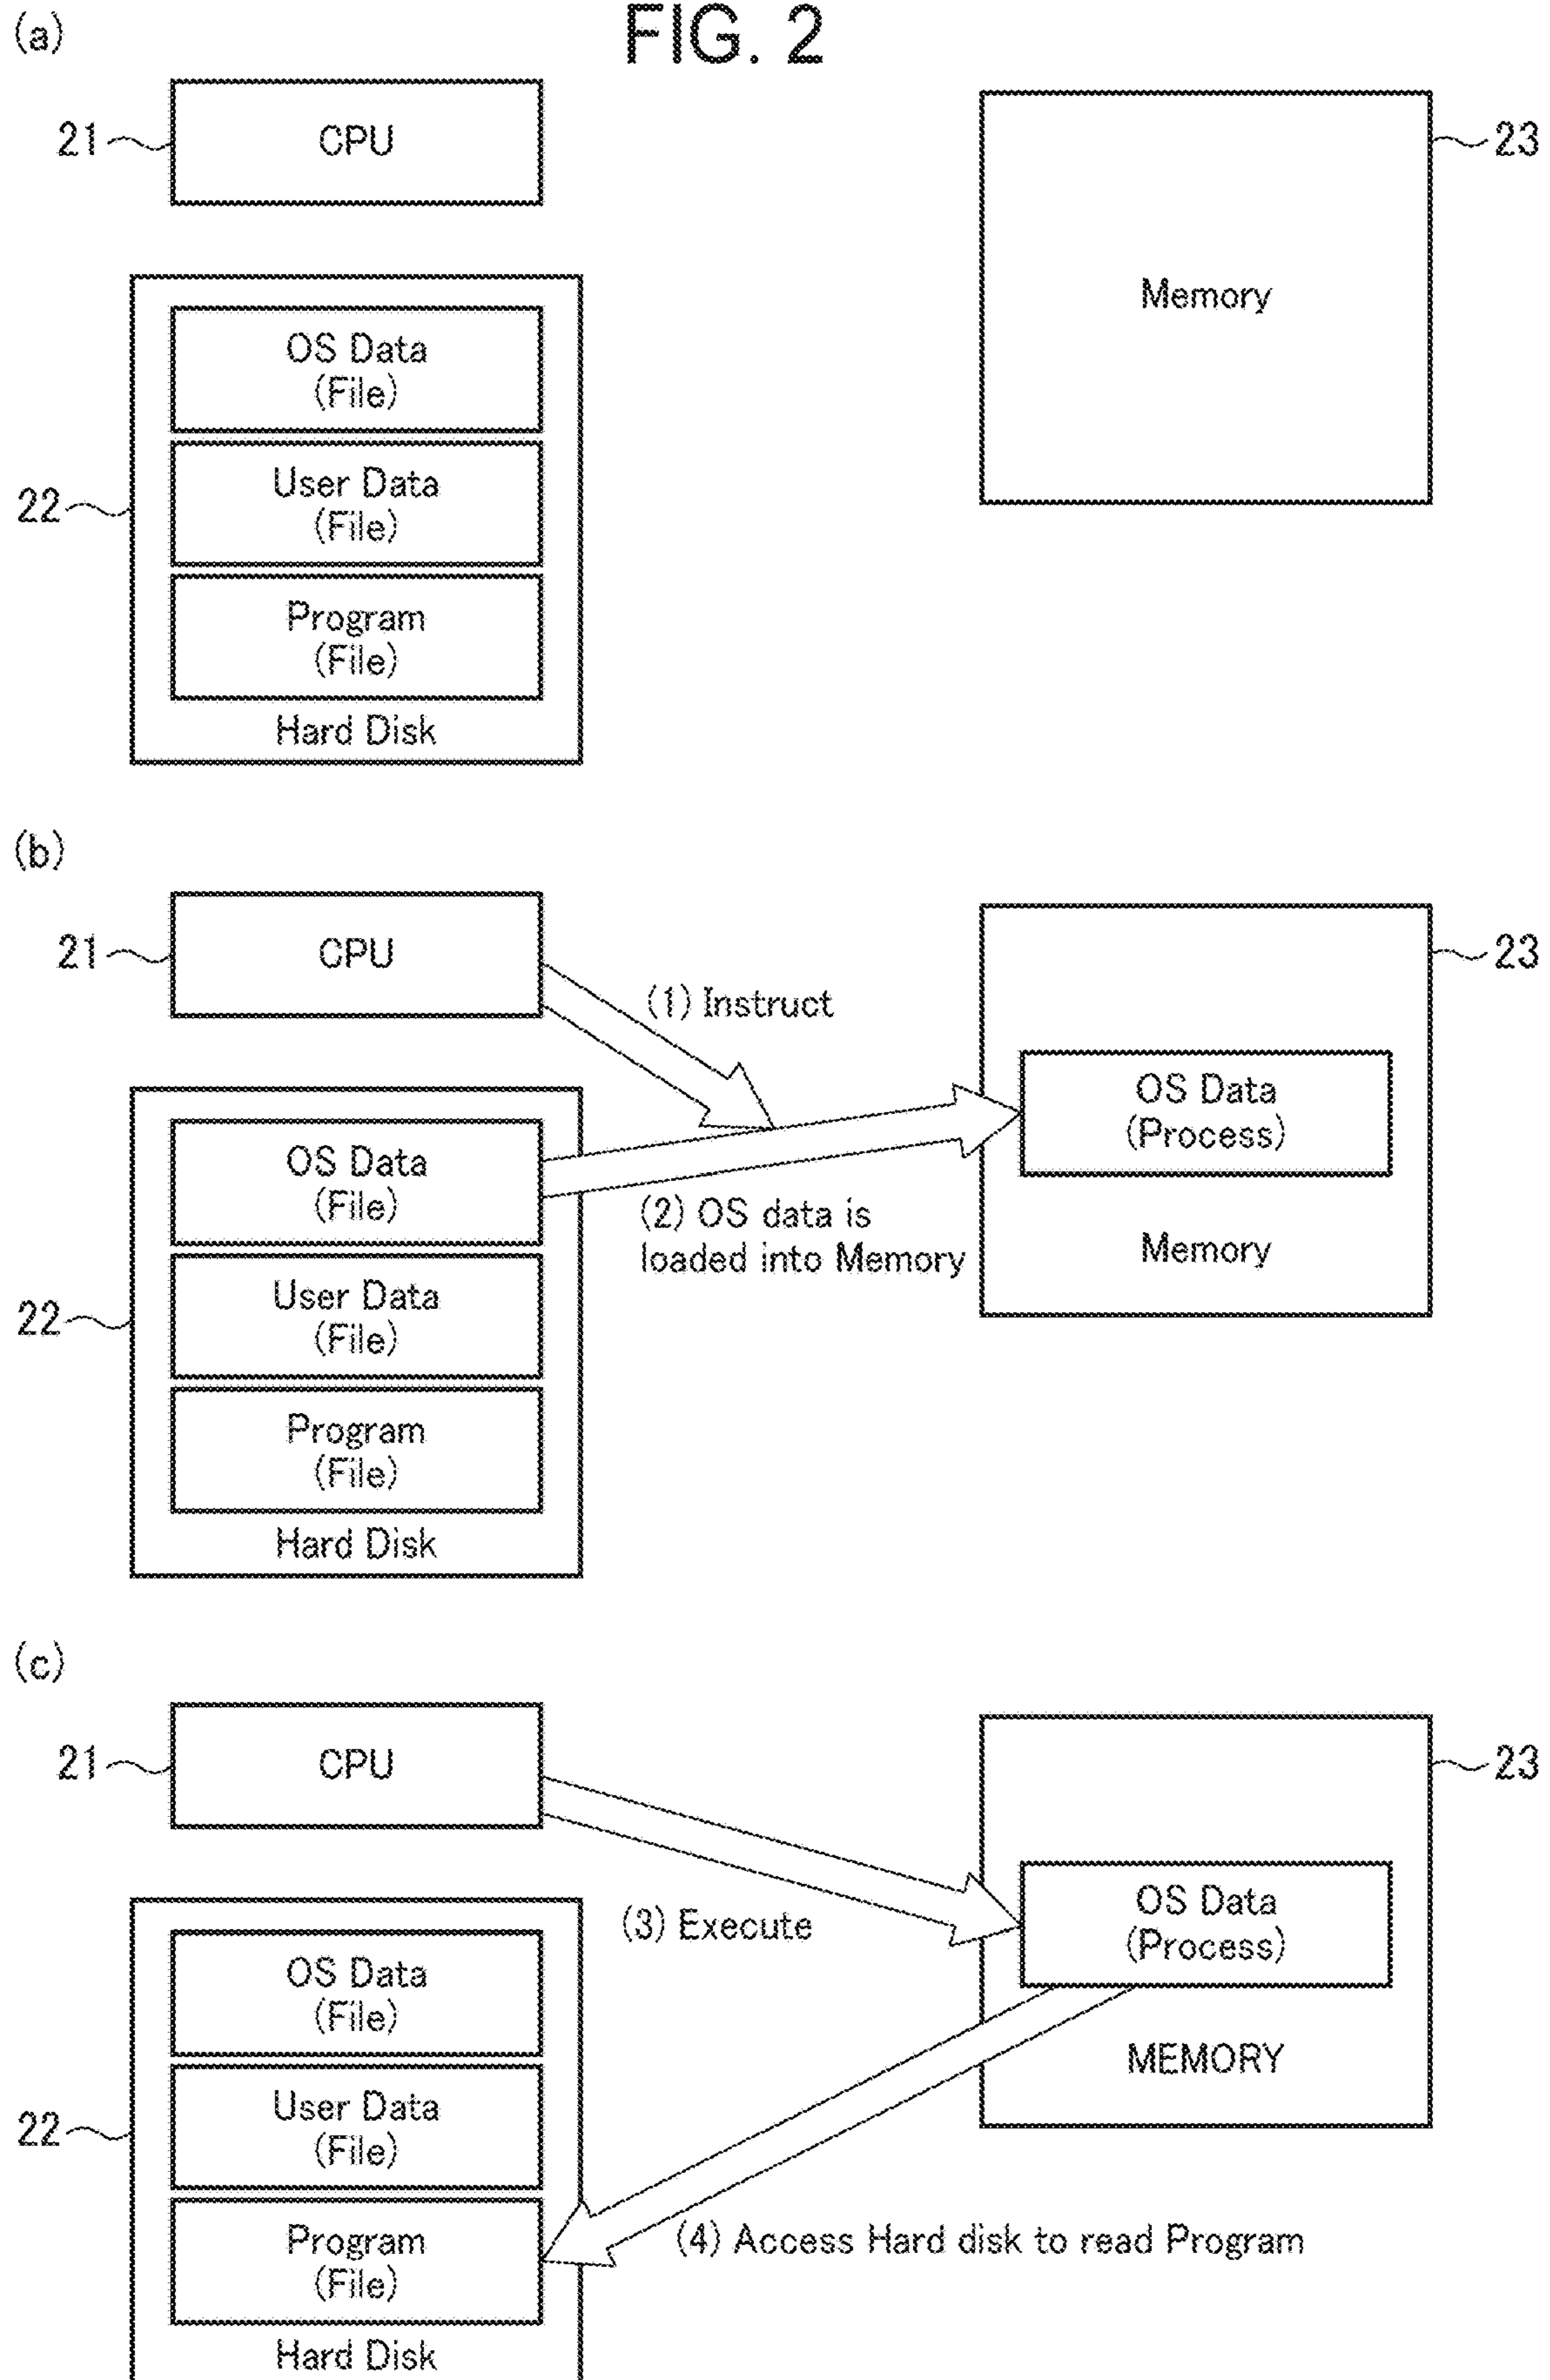 FIG. 2
(a)
21
CPU
23
Memory
OS Data
(File)
User Data
(File)
22
Program
(File)
Hard Disk
(b)
21
CPU
23
(1) Instruct
OS Data
(Process)
Memory
OS Data
(File)
(2) OS data is
loaded into Memory
User Data
(File)
22
Program
(File)
Hard Disk
(c)
21
CPU
23
(3) Execute
OS Data
(Process)
MEMORY
OS Data
(File)
User Data
(File)
22
Program
(File)
(4) Access Hard disk to read Program
Hard Disk